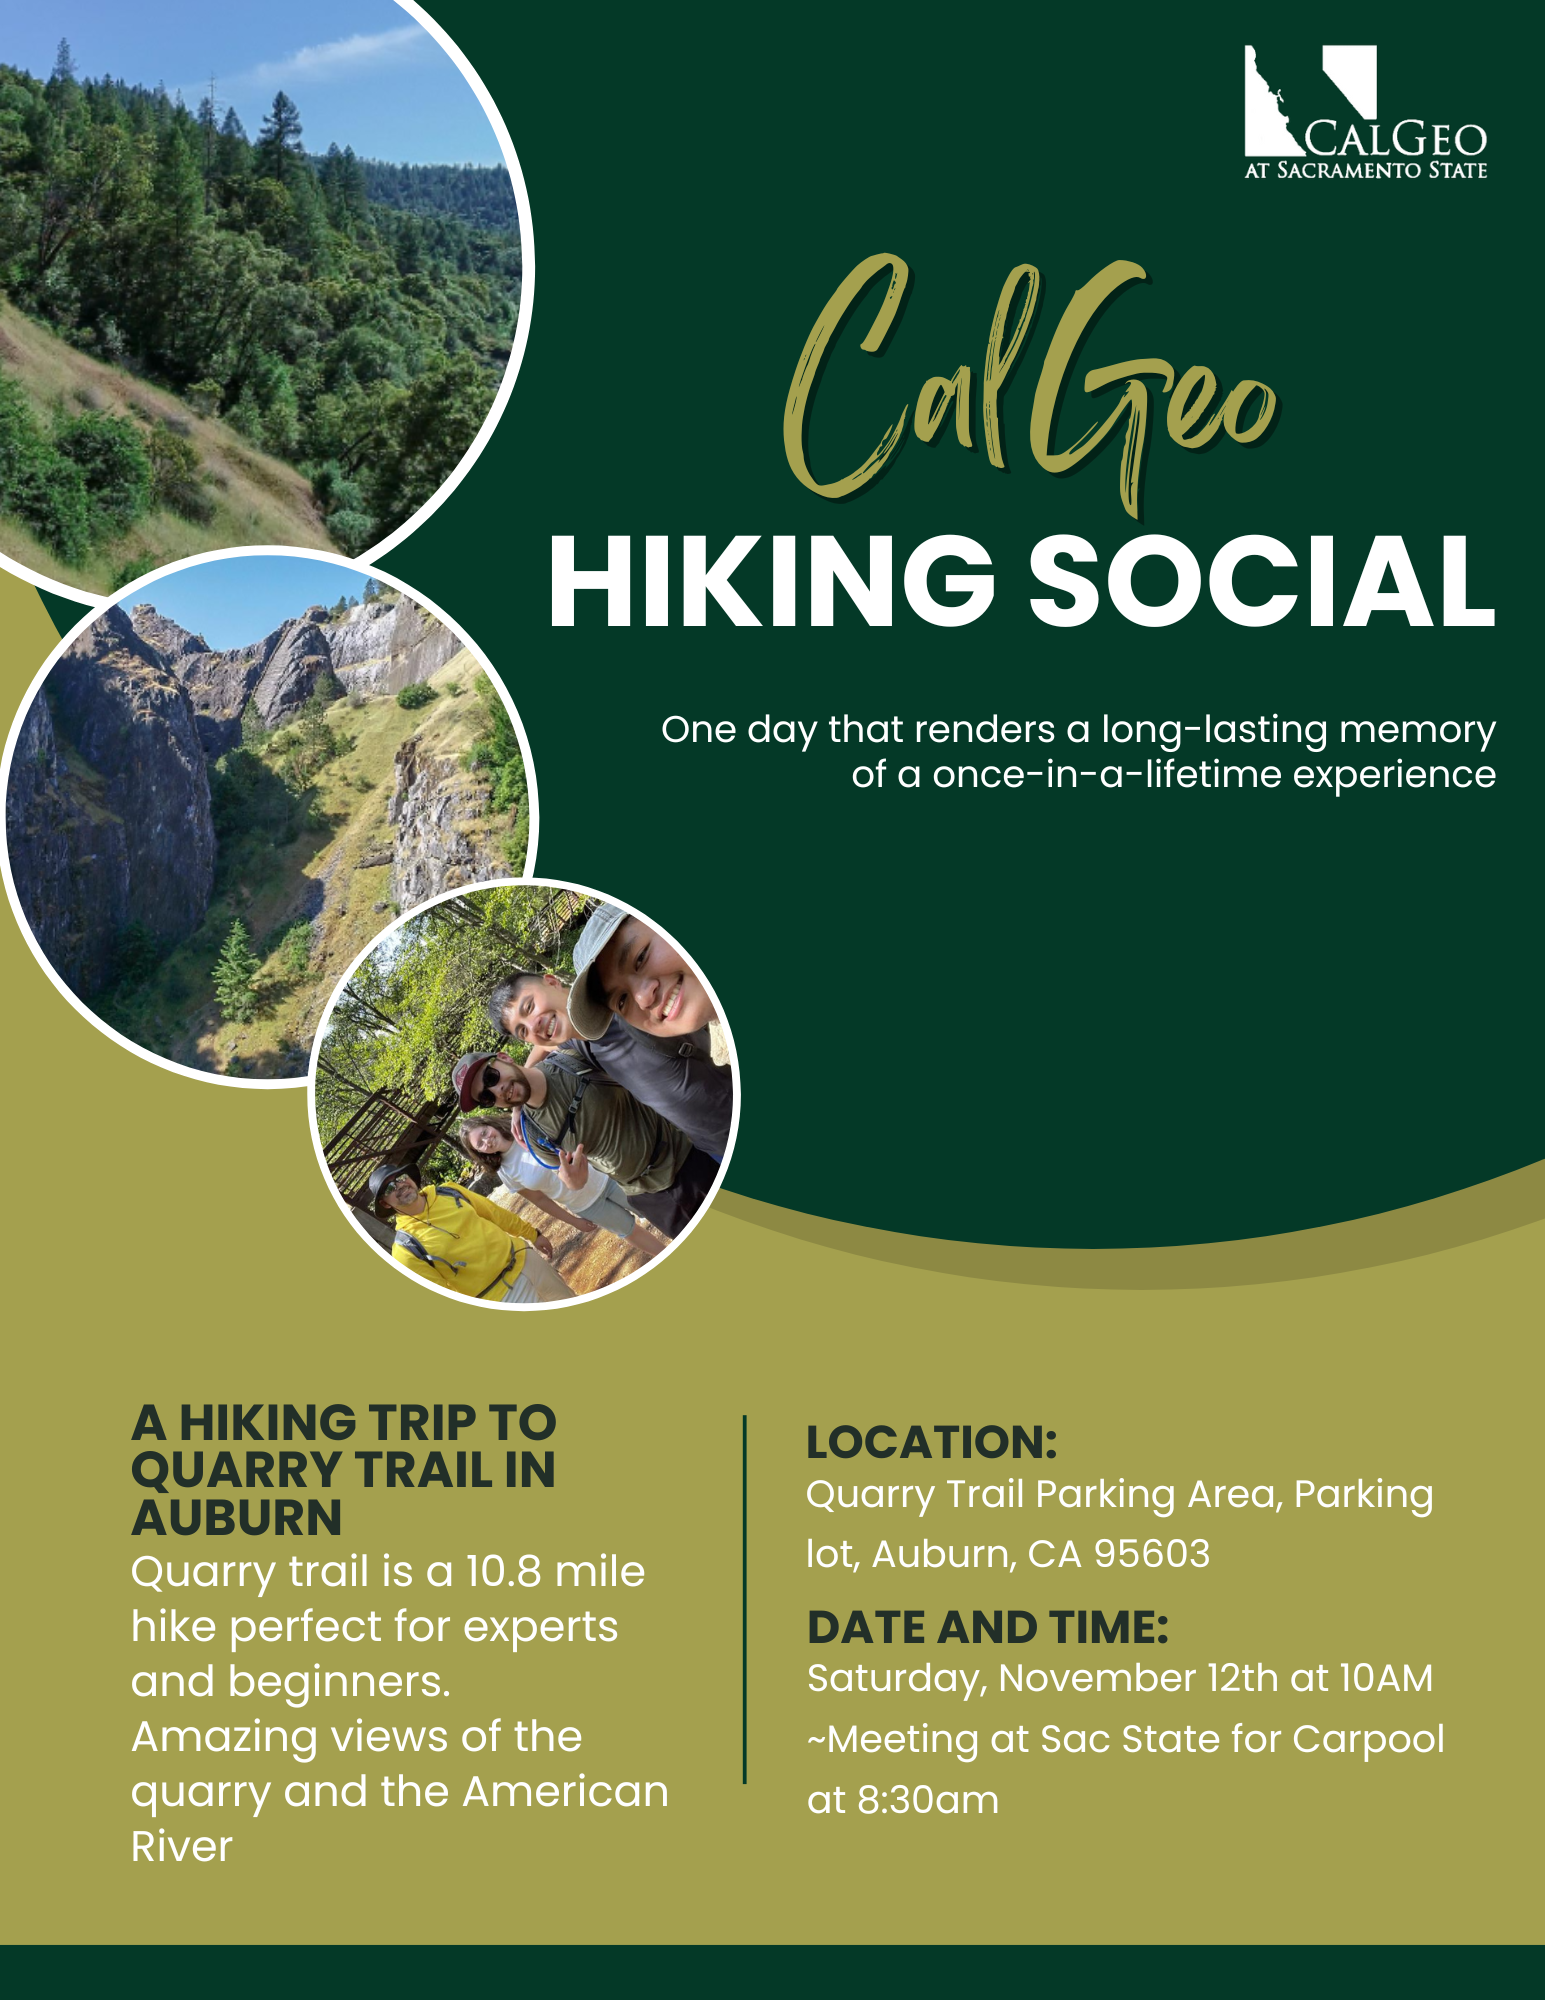 CALGEO
AT SACRAMENTO STATE
CalGeo
HIKING SOCIAL
One day that renders a long-lasting memory
of a once-in-a-lifetime experience
A HIKING TRIP TO
QUARRY TRAIL IN
AUBURN
Quarry trail is a 10.8 mile
hike perfect for experts
and beginners.
Amazing views of the
quarry and the American
River
LOCATION:
Quarry Trail Parking Area, Parking
lot, Auburn, CA 95603
DATE AND TIME:
Saturday, November 12th at 10AM
~Meeting at Sac State for Carpool
at 8:30am